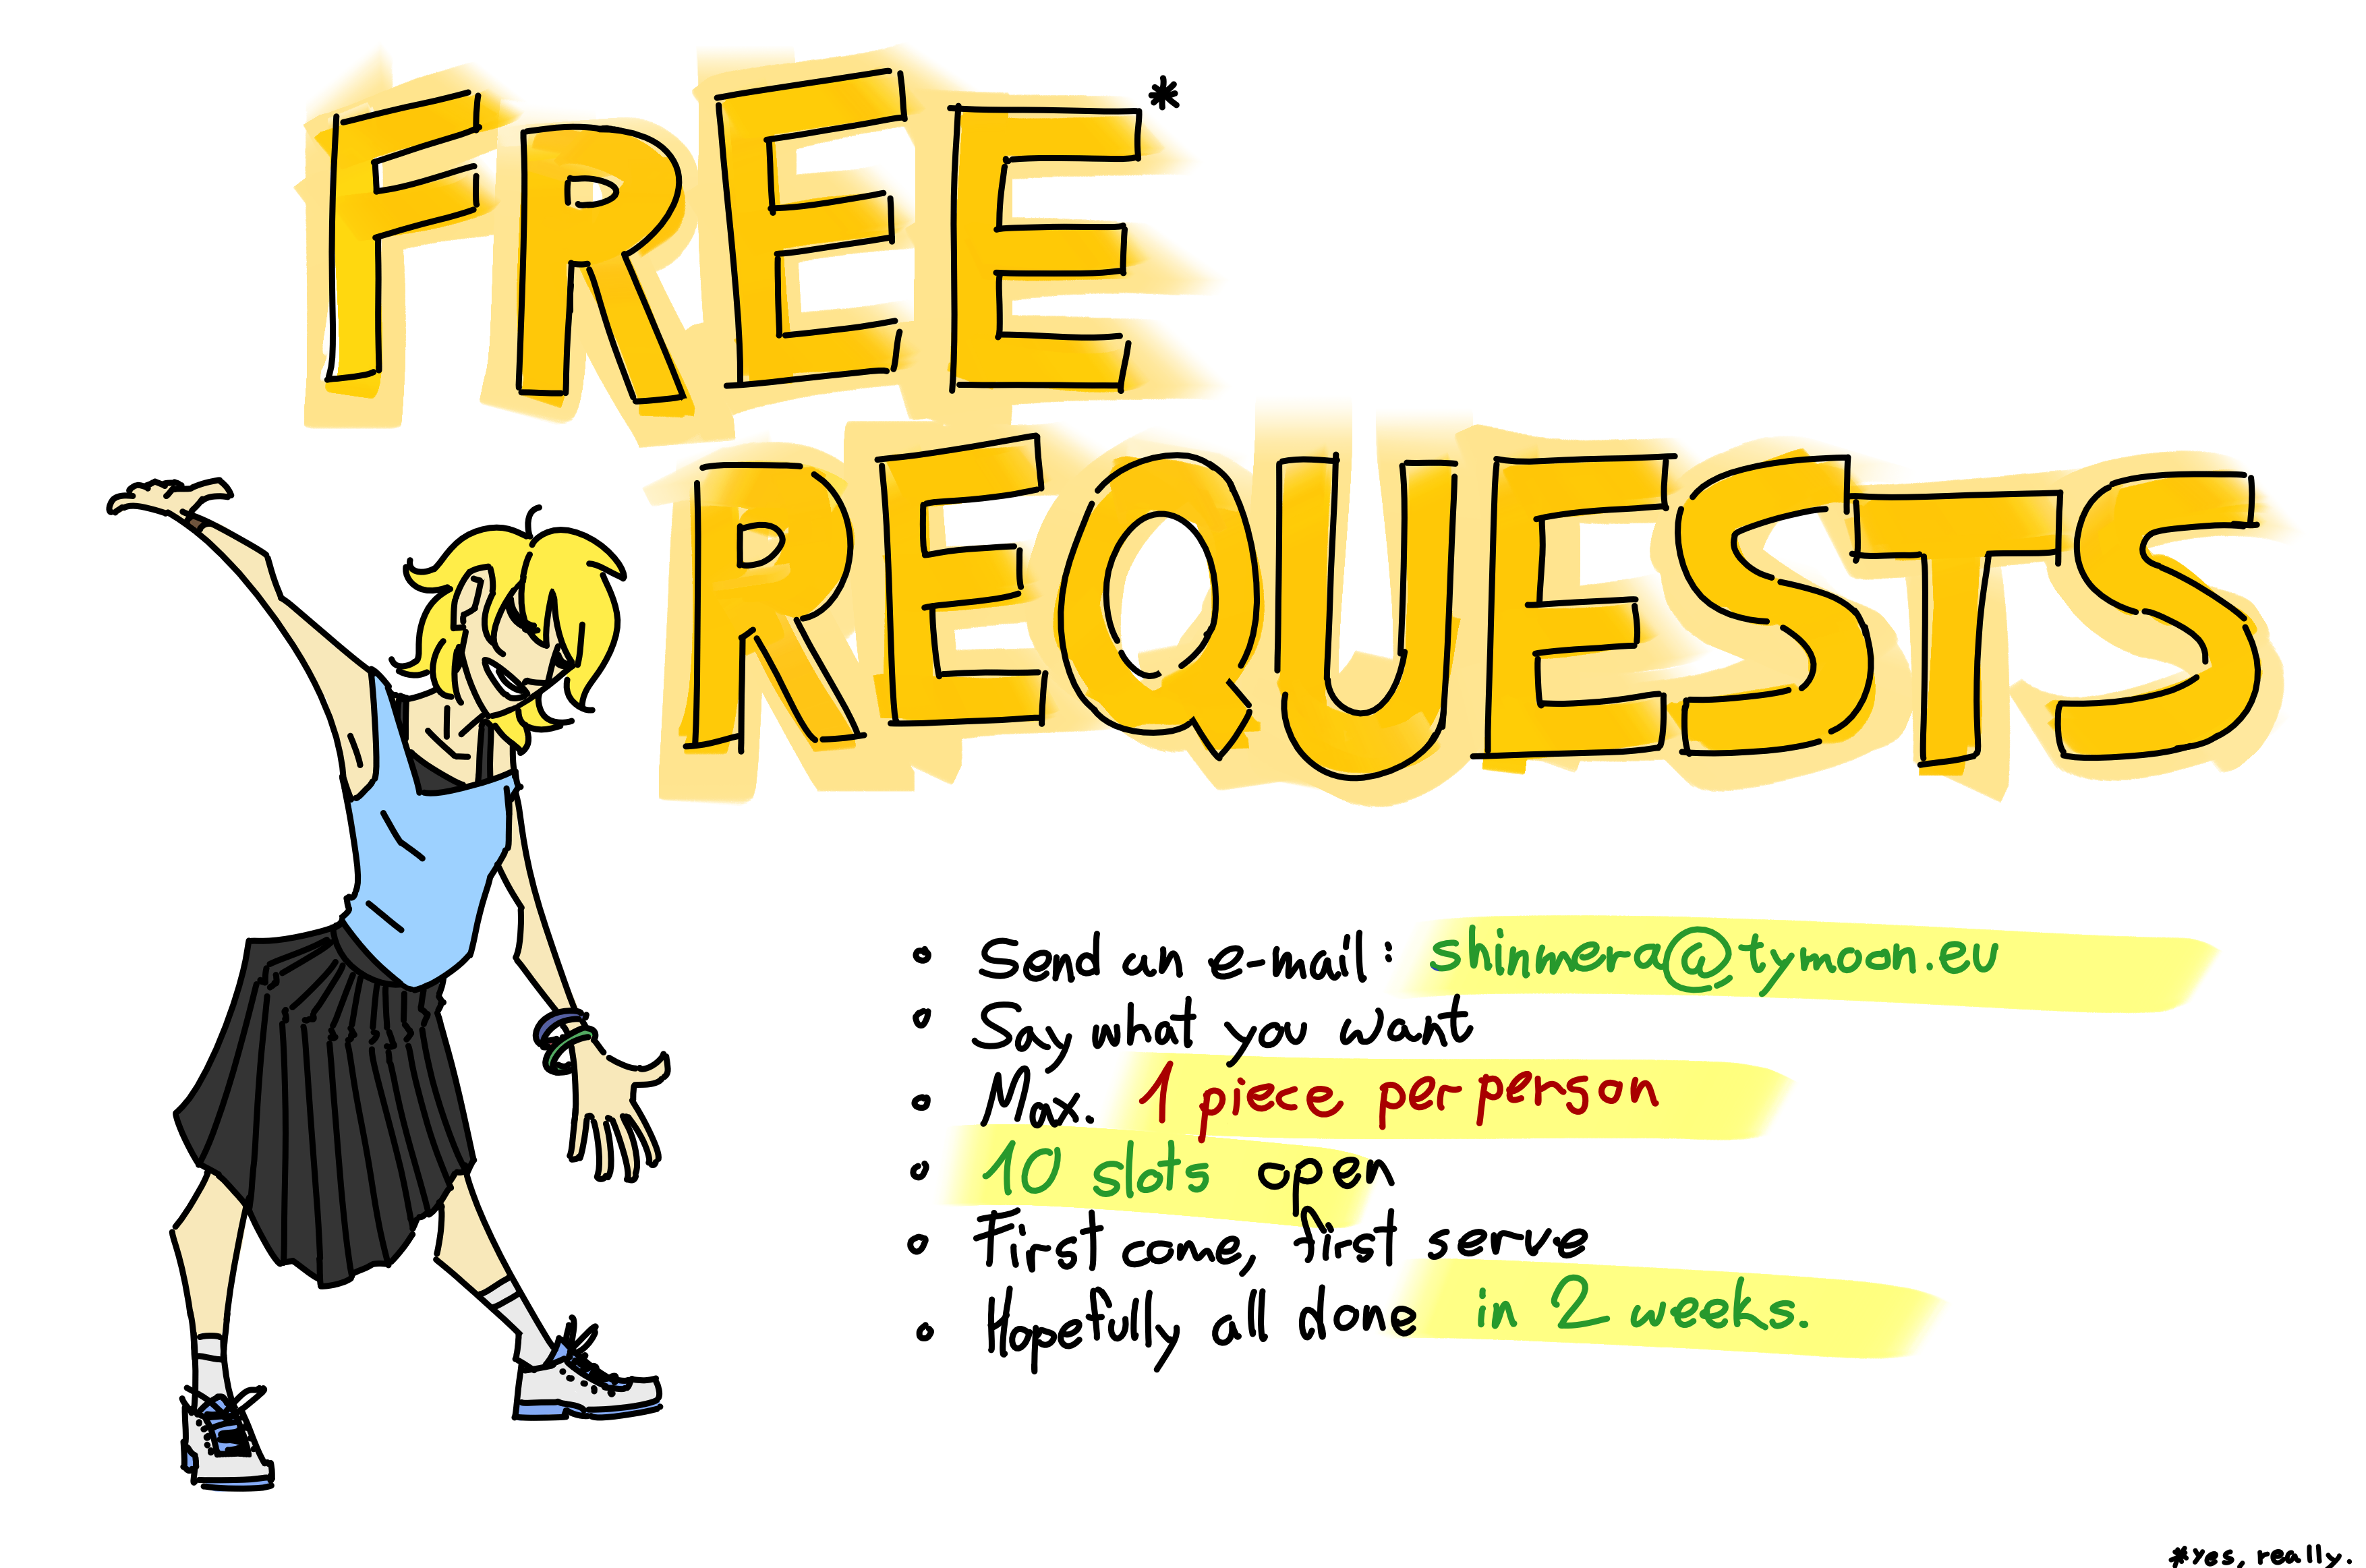 FREE*
REQUESTS
• Send an e-mail: shinmera@tymoon.eu
• Say what you want
• Max. 1 piece per person
• 10 slots open
• First come, first serve
• Hopefully all done in 2 weeks.
*yes, really.